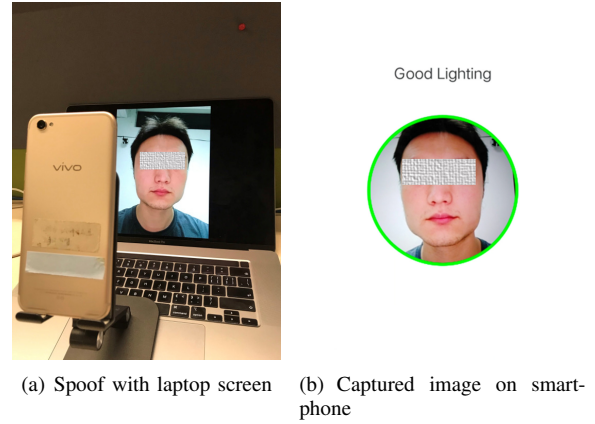 Good Lighting
vivo
(a) Spoof with laptop screen
(b) Captured image on smart-
phone